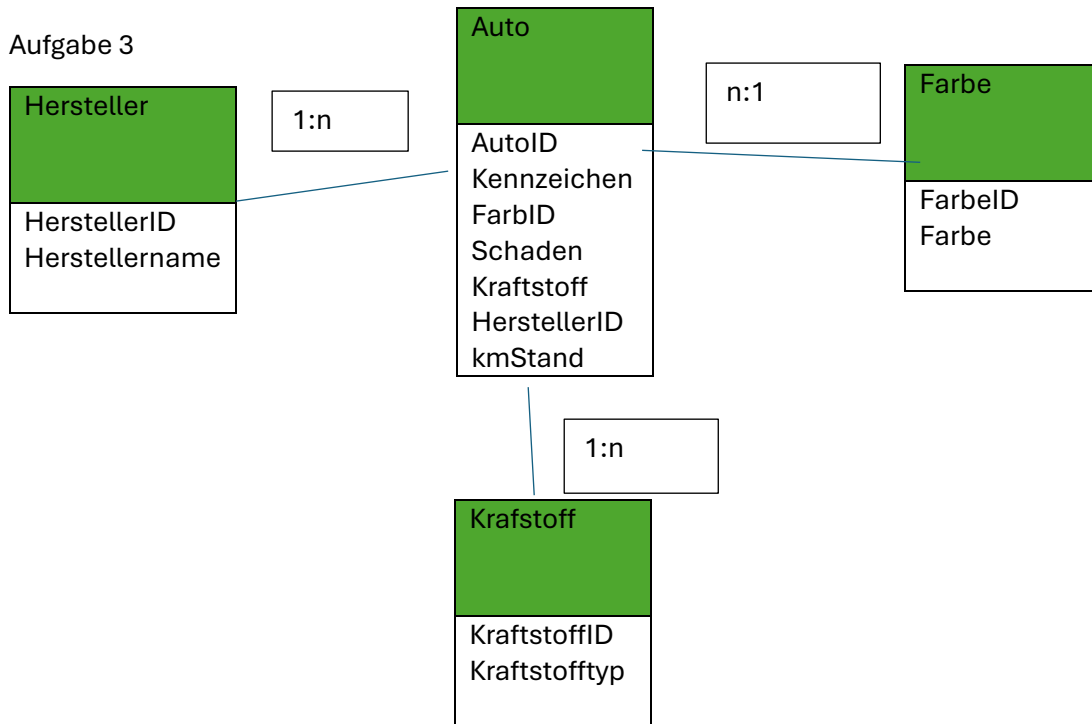 Aufgabe 3
Hersteller
HerstellerID
Herstellername
1:n
Auto
AutoID
Kennzeichen
FarbID
Schaden
Kraftstoff
HerstellerID
kmStand
n:1
Farbe
FarbeID
Farbe
1:n
Krafstoff
KraftstoffID
Kraftstofftyp